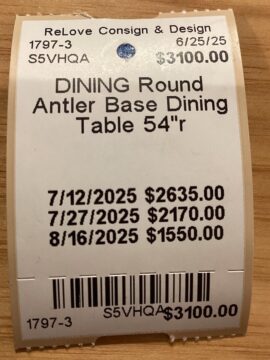 ReLove Consign & Design
1797-3 6/25/25
S5VHQA $3100.00
DINING Round
Antler Base Dining
Table 54"r
7/12/2025 $2635.00
7/27/2025 $2170.00
8/16/2025 $1550.00
S5VHQA $3100.00
1797-3